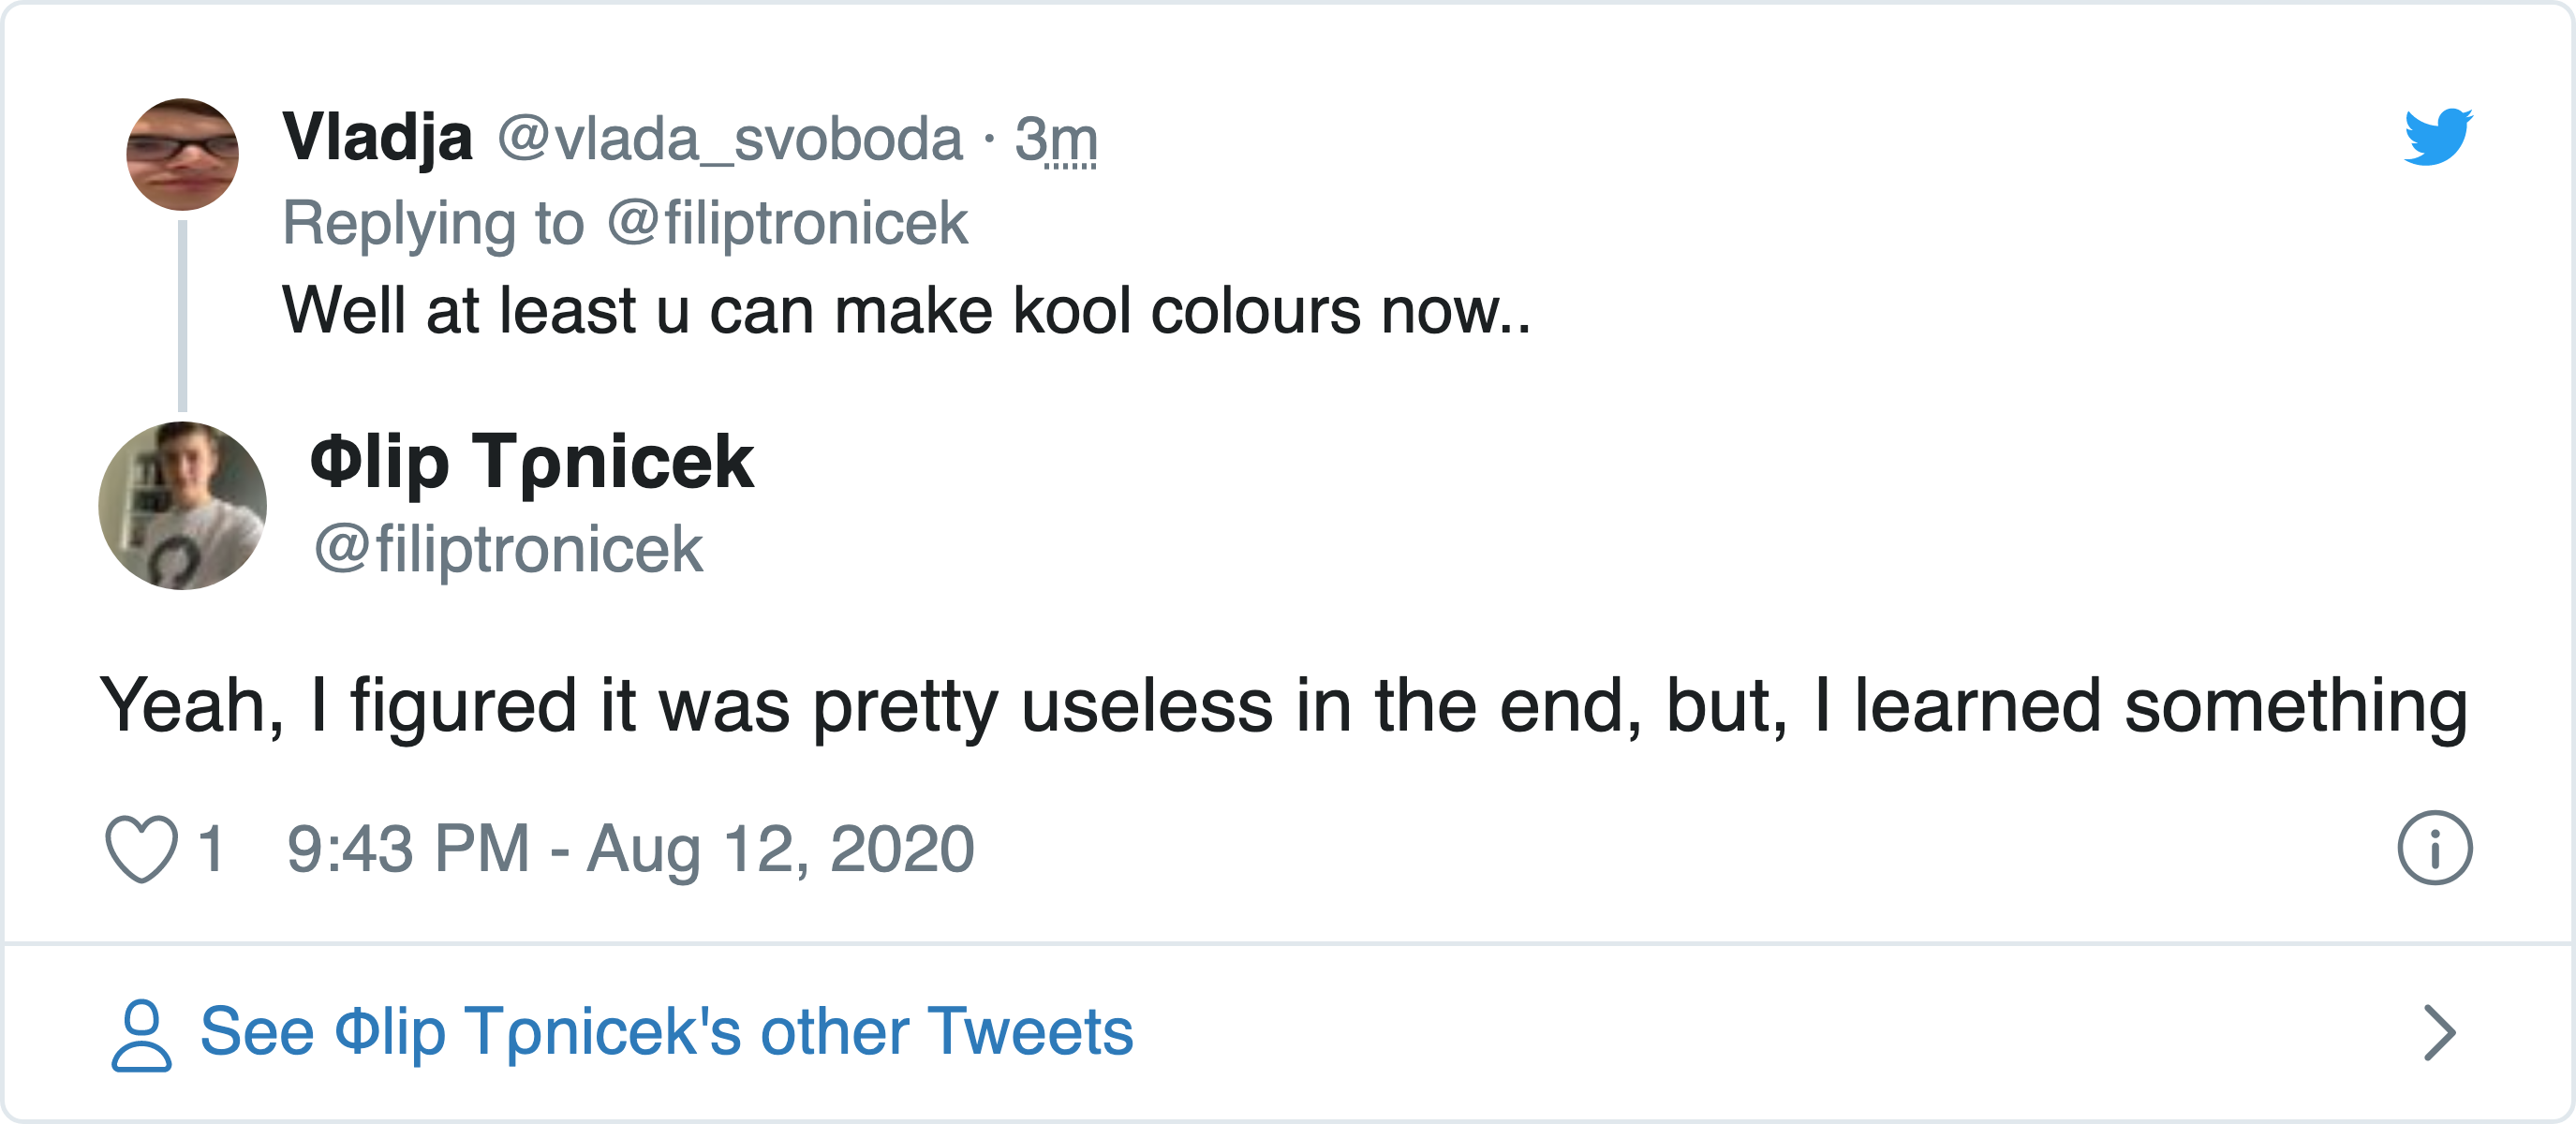 Vladja @vlada_svoboda · 3m
Replying to @filiptronicek
Well at least u can make kool colours now..
Φlip Tρnicek
@filiptronicek
Yeah, I figured it was pretty useless in the end, but, I learned something
1 9:43 PM - Aug 12, 2020
See Φlip Tρnicek's other Tweets